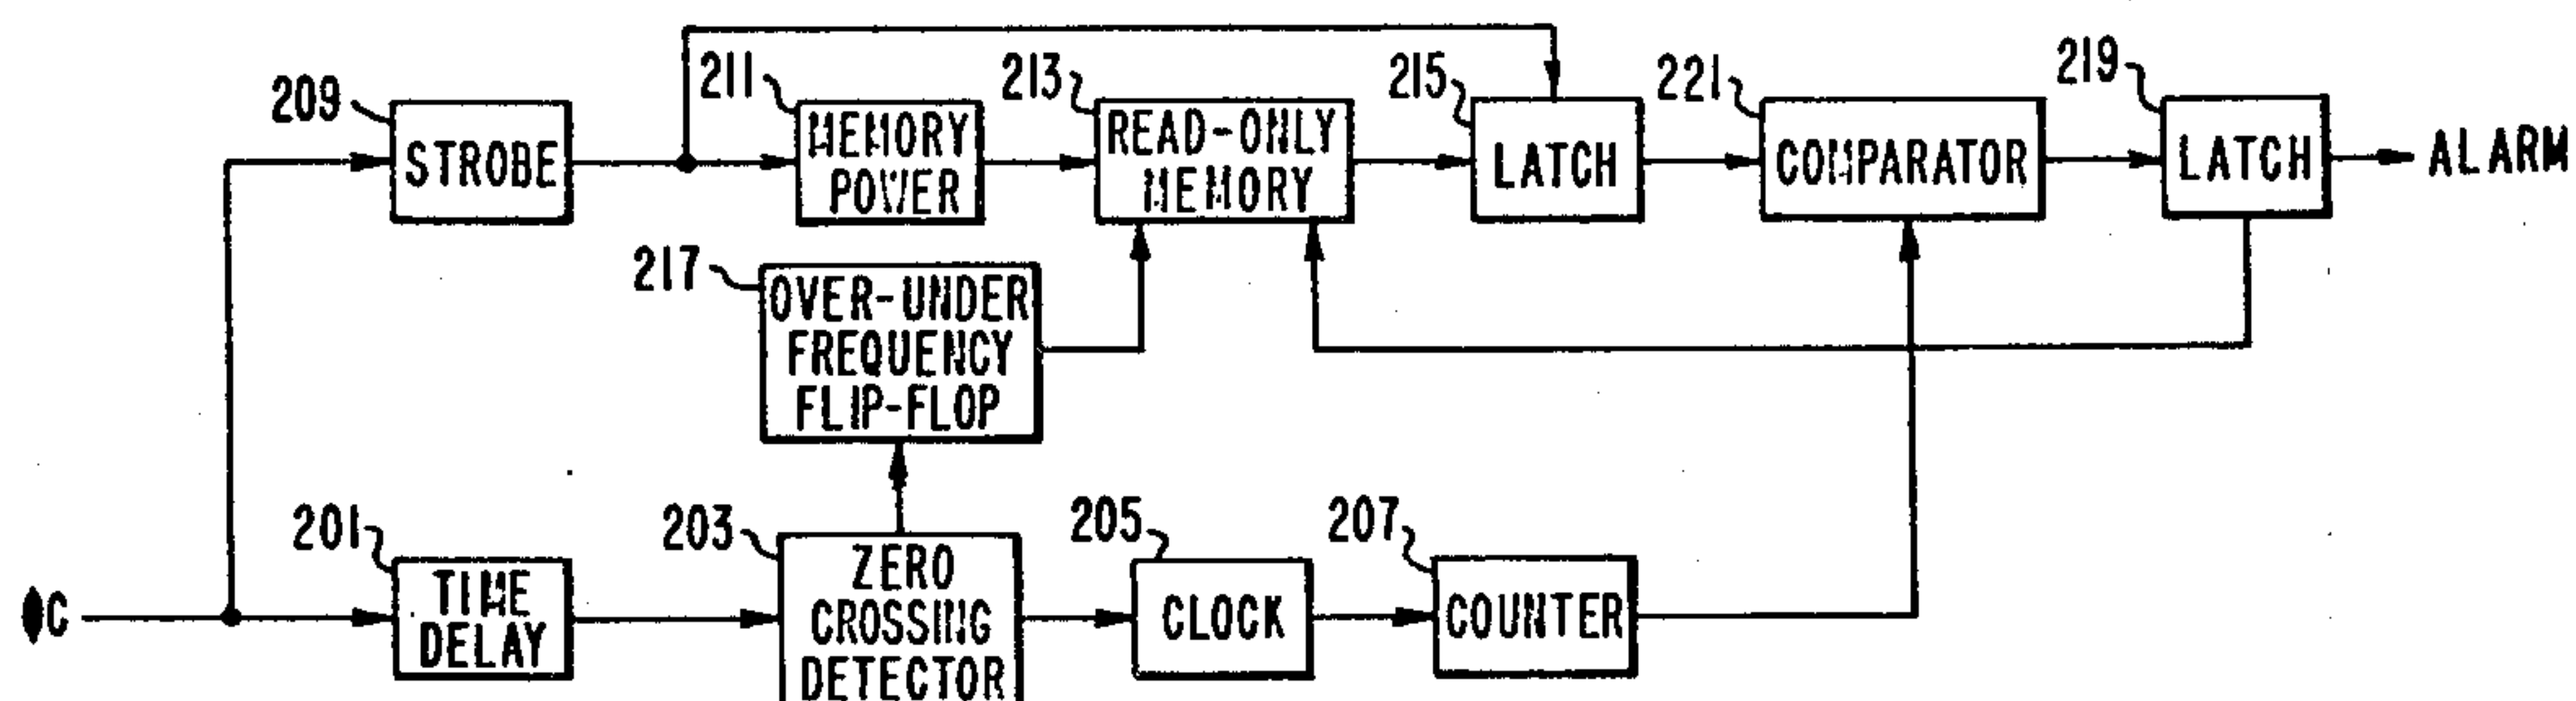 209
STROBE
211
MEMORY
POWER
213
READ-ONLY
MEMORY
215
LATCH
221
COMPARATOR
219
LATCH
ALARM
217
OVER-UNDER
FREQUENCY
FLIP-FLOP
ϕC
201
TIME
DELAY
203
ZERO
CROSSING
DETECTOR
205
CLOCK
207
COUNTER